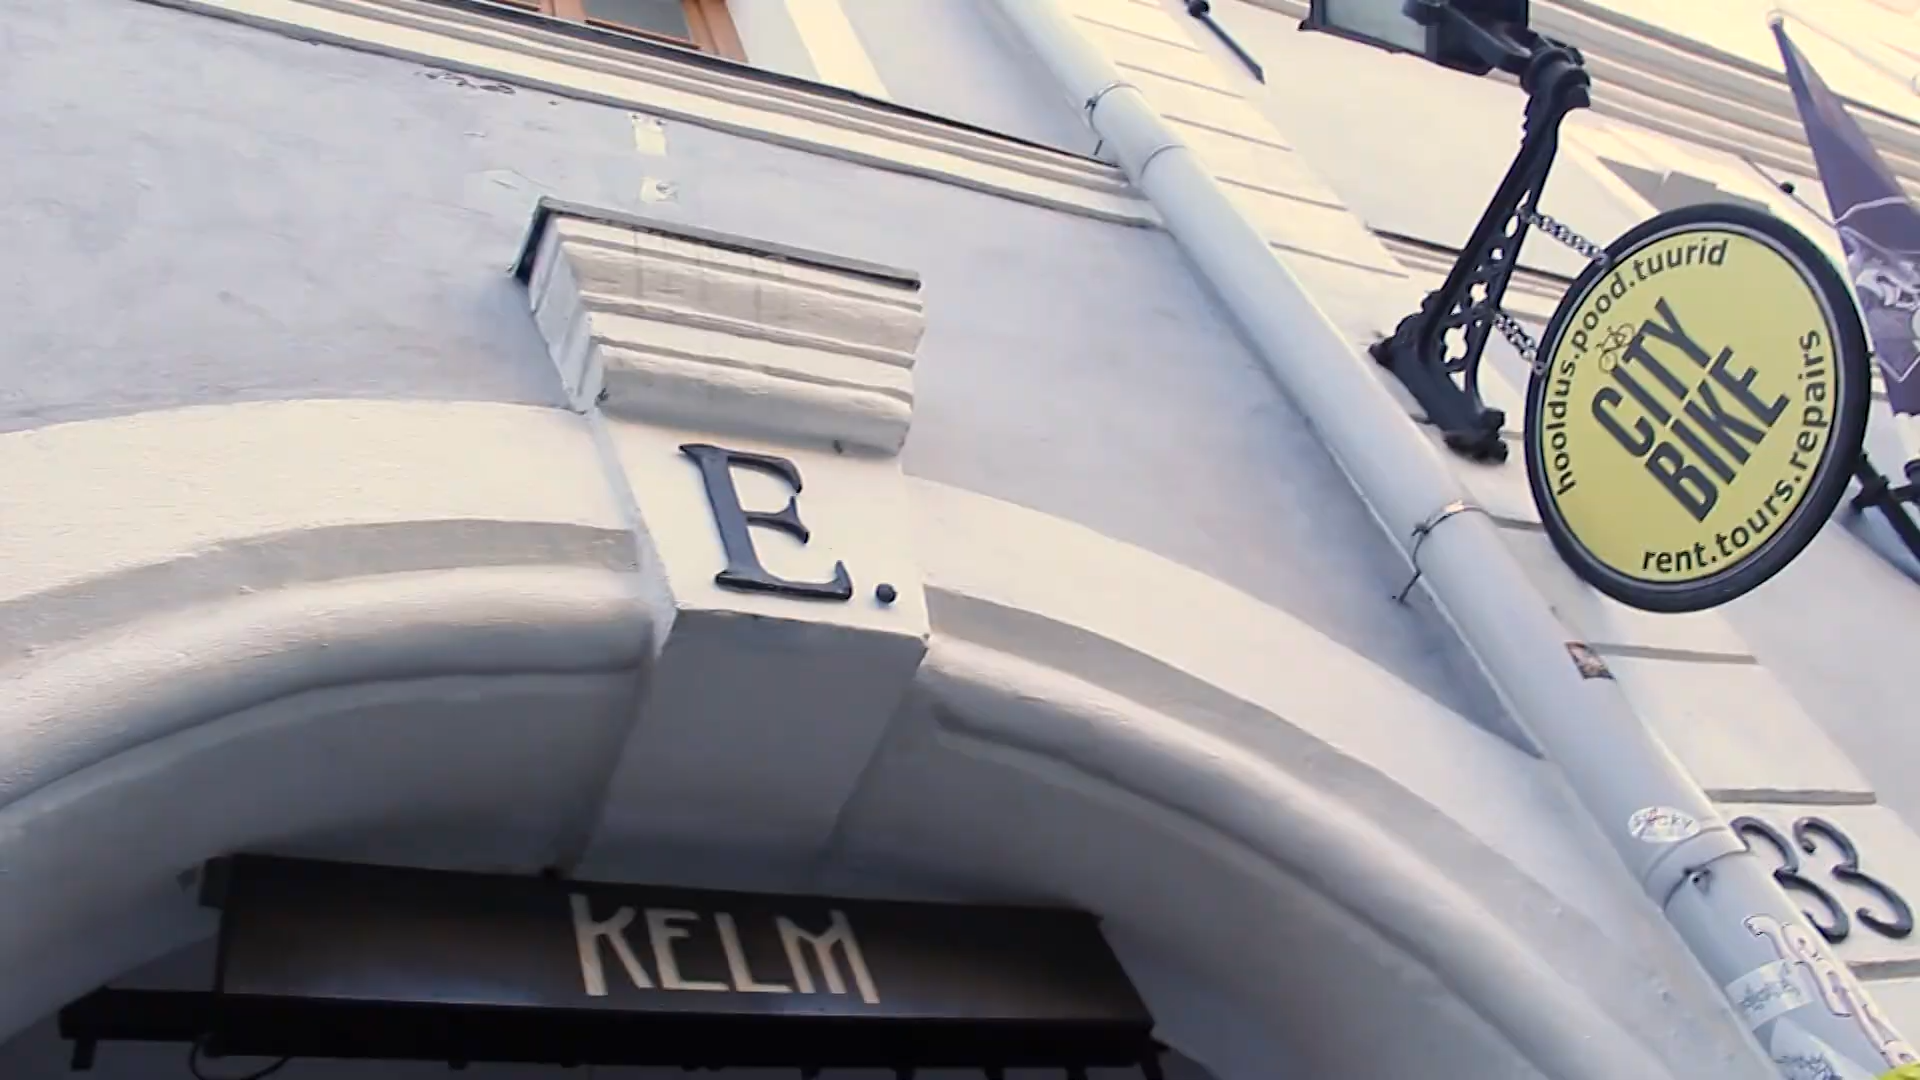 E.
KELM
hooldus.pood.tuurid
CITY
BIKE
rent.tours.repairs
33